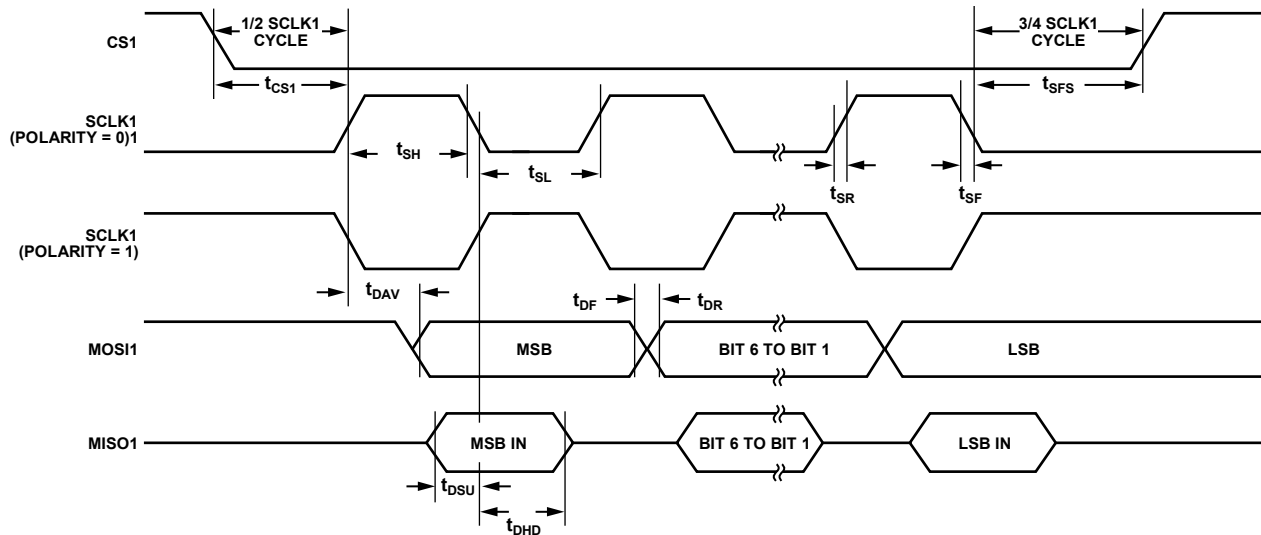 CS1
1/2 SCLK1
CYCLE
tCS1
3/4 SCLK1
CYCLE
tSFS
SCLK1
(POLARITY = 0)1
tSH
tSL
tSR
tSF
SCLK1
(POLARITY = 1)
tDAV
tDF
tDR
MOSI1
MSB
BIT 6 TO BIT 1
LSB
MISO1
MSB IN
BIT 6 TO BIT 1
LSB IN
tDSU
tDHD